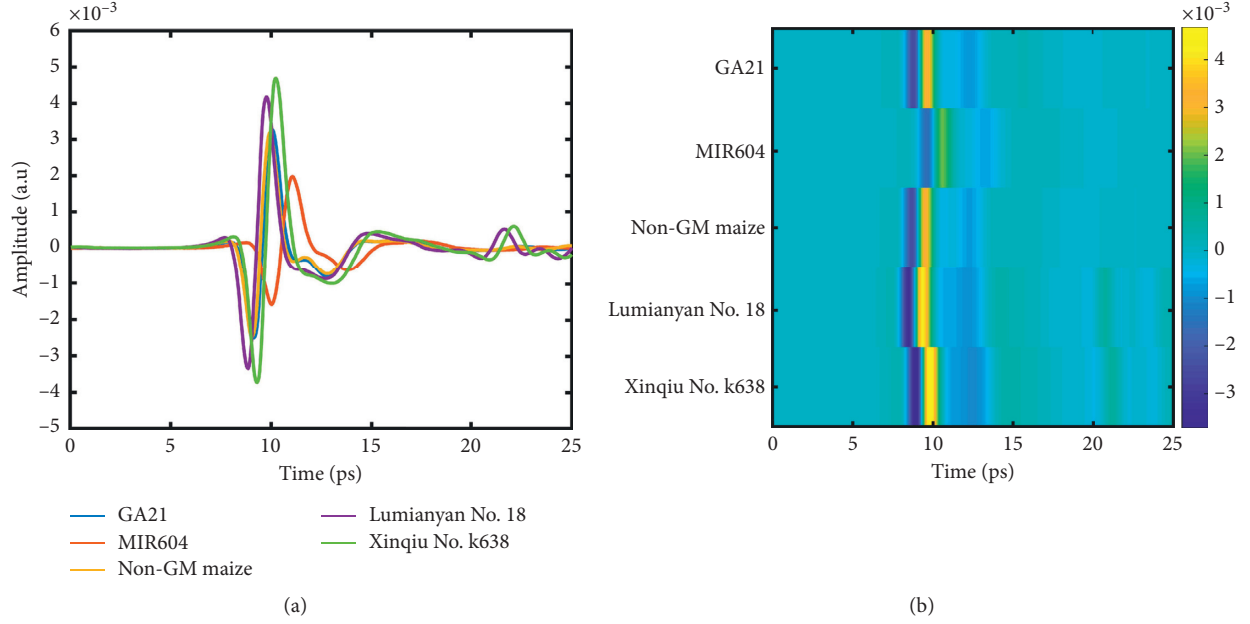 ×10⁻³
6
5
4
3
2
1
0
−1
−2
−3
−4
−5
Amplitude (a.u)
0 5 10 15 20 25
Time (ps)
GA21
MIR604
Non-GM maize
Lumianyan No. 18
Xinqiu No. k638
(a)
×10⁻³
GA21
MIR604
Non-GM maize
Lumianyan No. 18
Xinqiu No. k638
0 5 10 15 20 25
Time (ps)
4
3
2
1
0
−1
−2
−3
(b)